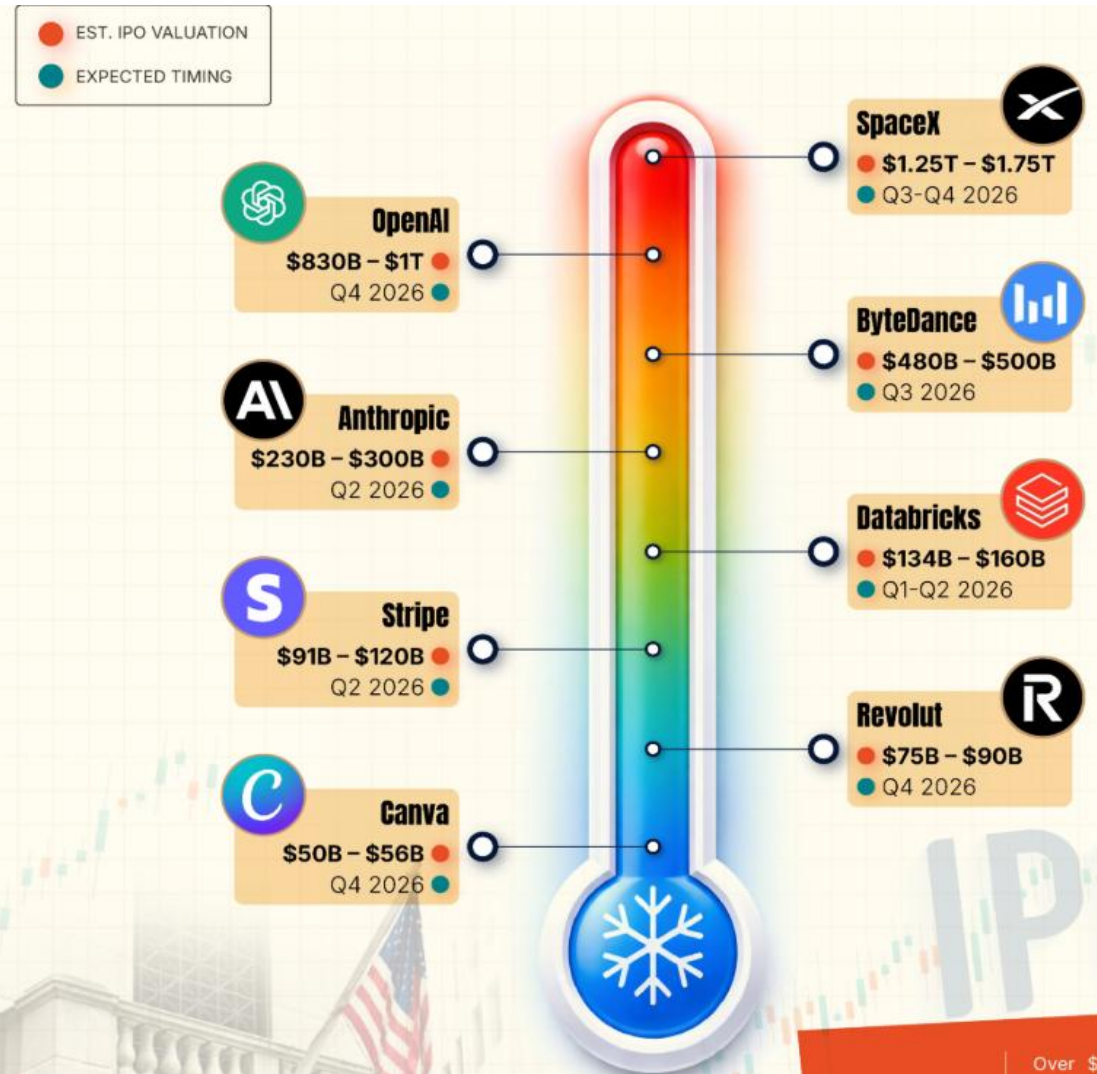 EST. IPO VALUATION
EXPECTED TIMING
SpaceX
$1.25T – $1.75T
Q3-Q4 2026
OpenAI
$830B – $1T
Q4 2026
ByteDance
$480B – $500B
Q3 2026
Anthropic
$230B – $300B
Q2 2026
Databricks
$134B – $160B
Q1-Q2 2026
Stripe
$91B – $120B
Q2 2026
Revolut
$75B – $90B
Q4 2026
Canva
$50B – $56B
Q4 2026
IP
Over $